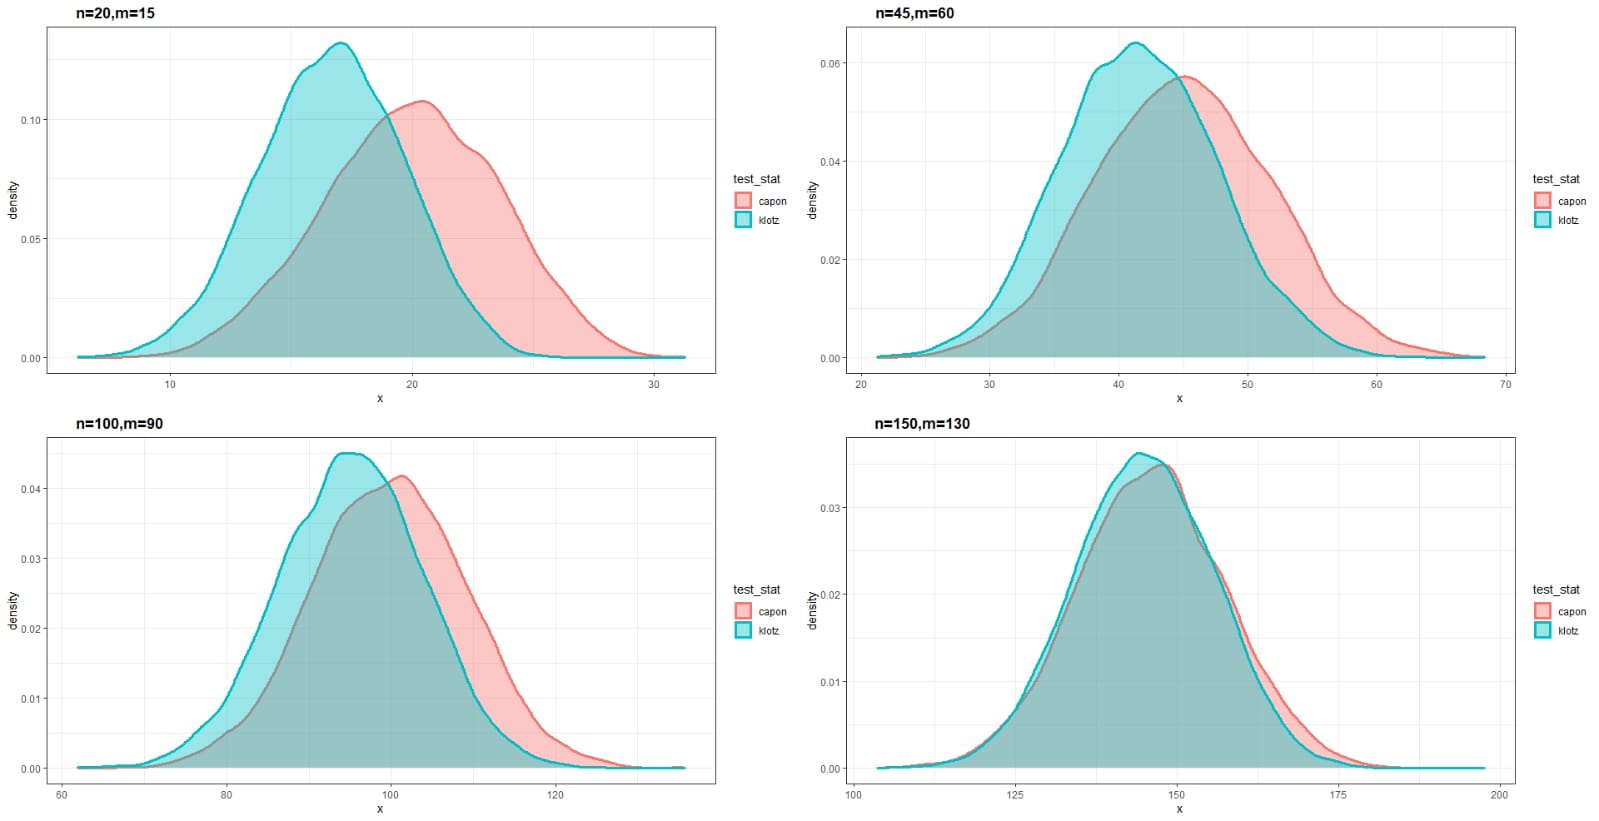 n=20,m=15
0.10
0.05
0.00
density
10 20 30
x
test_stat
capon
klotz
n=45,m=60
0.06
0.04
0.02
0.00
density
20 30 40 50 60 70
x
test_stat
capon
klotz
n=100,m=90
0.04
0.03
0.02
0.01
0.00
density
60 80 100 120
x
test_stat
capon
klotz
n=150,m=130
0.03
0.02
0.01
0.00
density
100 125 150 175 200
x
test_stat
capon
klotz